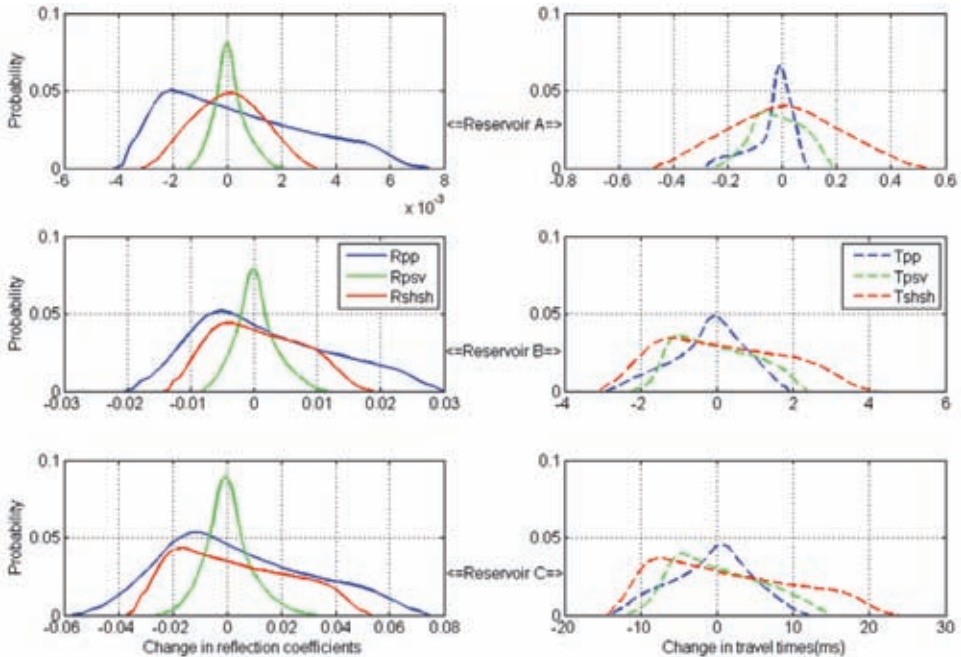 0.1
0.05
0
Probability
-6 -4 -2 0 2 4 6 8
x 10⁻³
<=Reservoir A=>
0.1
0.05
0
-0.8 -0.6 -0.4 -0.2 0 0.2 0.4 0.6
0.1
0.05
0
Probability
Rpp
Rpsv
Rshsh
-0.03 -0.02 -0.01 0 0.01 0.02 0.03
<=Reservoir B=>
0.1
0.05
0
Tpp
Tpsv
Tshsh
-4 -2 0 2 4 6
0.1
0.05
0
Probability
-0.06 -0.04 -0.02 0 0.02 0.04 0.06 0.08
Change in reflection coefficients
<=Reservoir C=>
0.1
0.05
0
-20 -10 0 10 20 30
Change in travel times(ms)